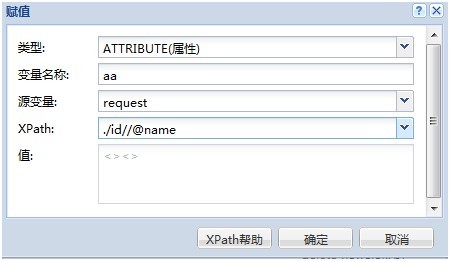 赋值
类型: ATTRIBUTE(属性)
变量名称: aa
源变量: request
XPath: ./id//@name
值: <><>
XPath帮助 确定 取消